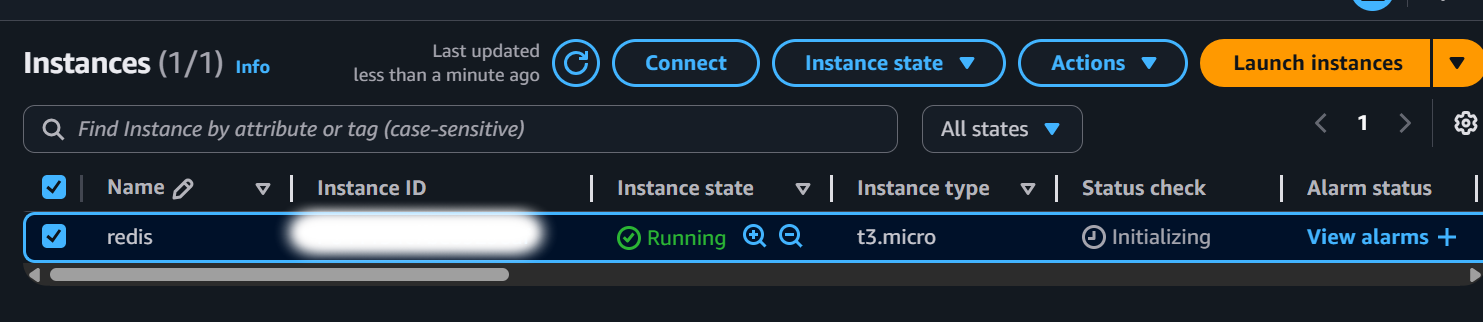 Instances (1/1) Info
Last updated
less than a minute ago
Connect
Instance state
Actions
Launch instances
Find Instance by attribute or tag (case-sensitive)
All states
1
Name Instance ID Instance state Instance type Status check Alarm status
redis Running t3.micro Initializing View alarms +